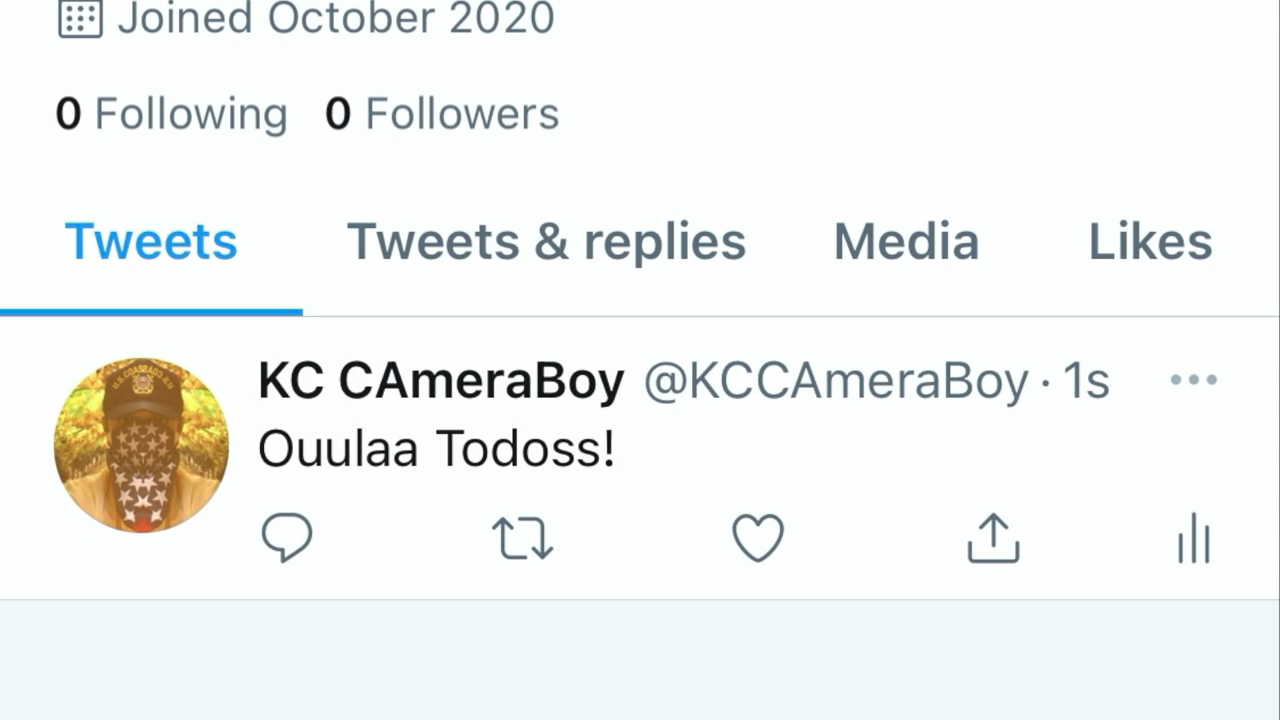 Joined October 2020
0 Following 0 Followers
Tweets Tweets & replies Media Likes
KC CAmeraBoy @KCCAmeraBoy · 1s
Ouulaa Todoss!